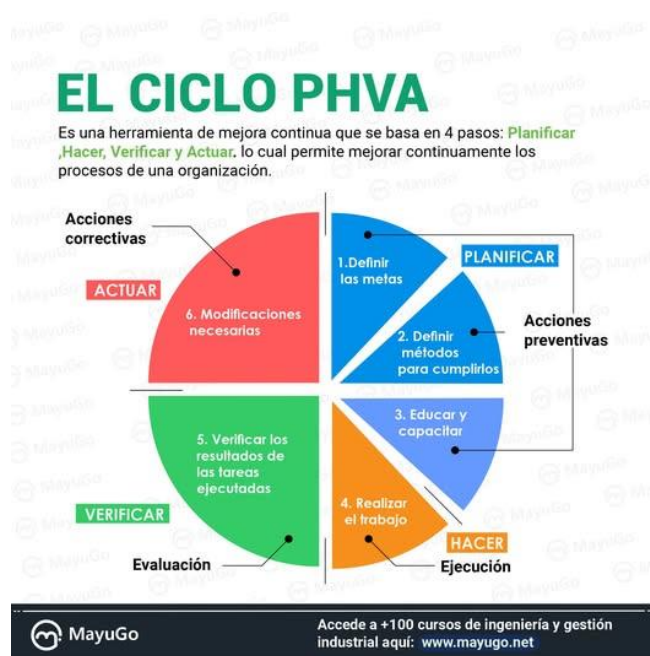 EL CICLO PHVA
Es una herramienta de mejora continua que se basa en 4 pasos: Planificar
,Hacer, Verificar y Actuar. lo cual permite mejorar continuamente los
procesos de una organización.
Acciones
correctivas
ACTUAR
6. Modificaciones
necesarias
1.Definir
las metas
PLANIFICAR
2. Definir
métodos
para cumplirlos
Acciones
preventivas
3. Educar y
capacitar
4. Realizar
el trabajo
HACER
Ejecución
5. Verificar los
resultados de
las tareas
ejecutadas
VERIFICAR
Evaluación
MayuGo
Accede a +100 cursos de ingeniería y gestión
industrial aquí: www.mayugo.net